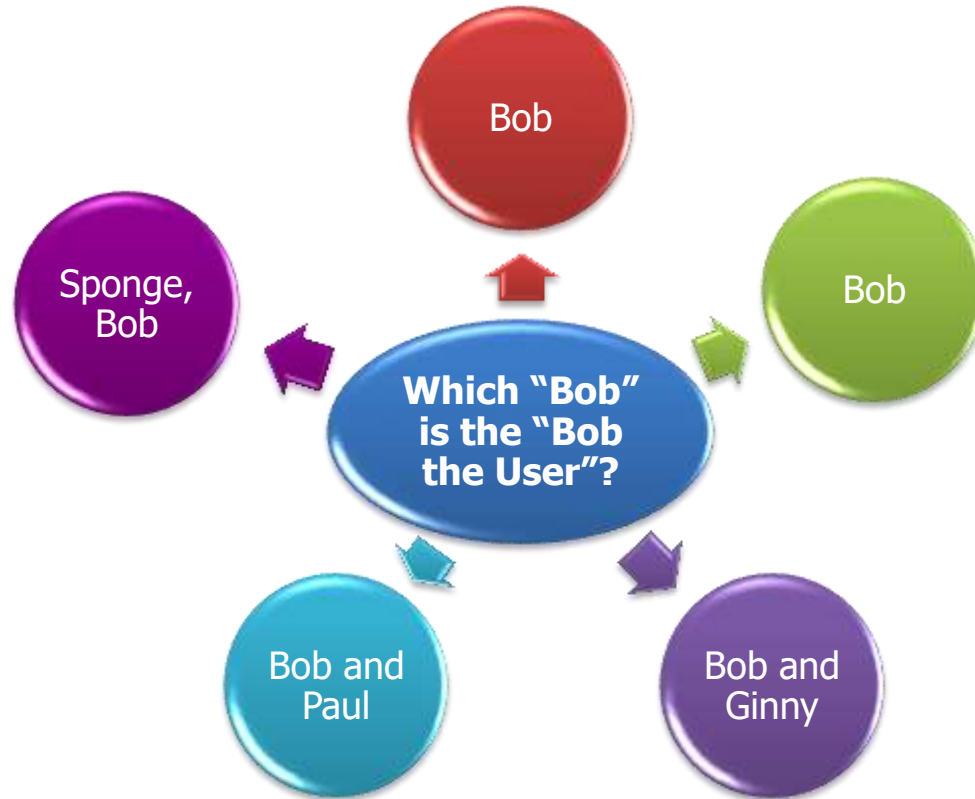 Bob
Bob
Sponge,
Bob
Which “Bob”
is the “Bob
the User”?
Bob and
Paul
Bob and
Ginny